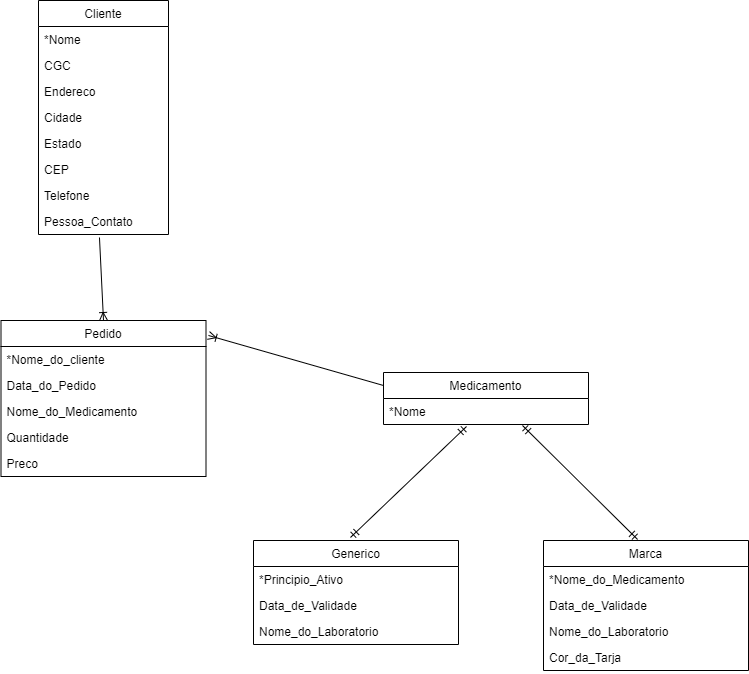 Cliente
*Nome
CGC
Endereco
Cidade
Estado
CEP
Telefone
Pessoa_Contato
Pedido
*Nome_do_cliente
Data_do_Pedido
Nome_do_Medicamento
Quantidade
Preco
Medicamento
*Nome
Generico
*Principio_Ativo
Data_de_Validade
Nome_do_Laboratorio
Marca
*Nome_do_Medicamento
Data_de_Validade
Nome_do_Laboratorio
Cor_da_Tarja